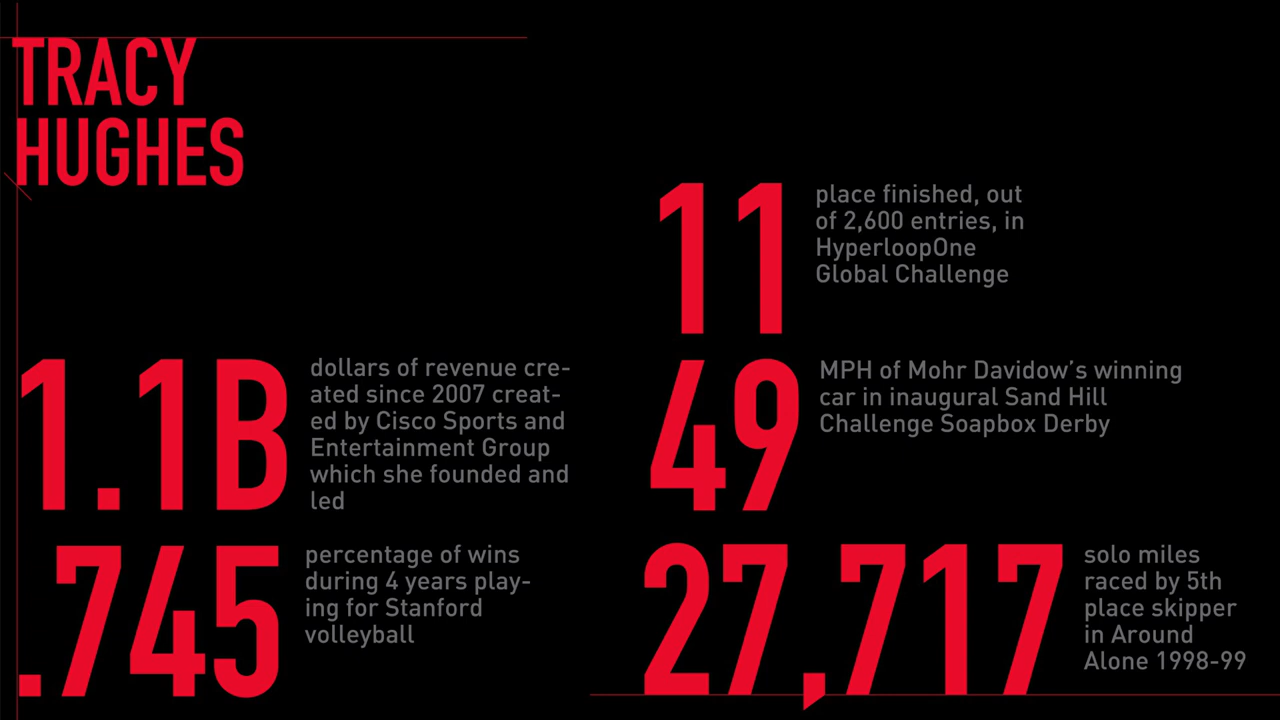 TRACY
HUGHES
11
place finished, out
of 2,600 entries, in
HyperloopOne
Global Challenge
1.1B
dollars of revenue cre-
ated since 2007 creat-
ed by Cisco Sports and
Entertainment Group
which she founded and
led
49
MPH of Mohr Davidow’s winning
car in inaugural Sand Hill
Challenge Soapbox Derby
.745
percentage of wins
during 4 years play-
ing for Stanford
volleyball
27,717
solo miles
raced by 5th
place skipper
in Around
Alone 1998-99